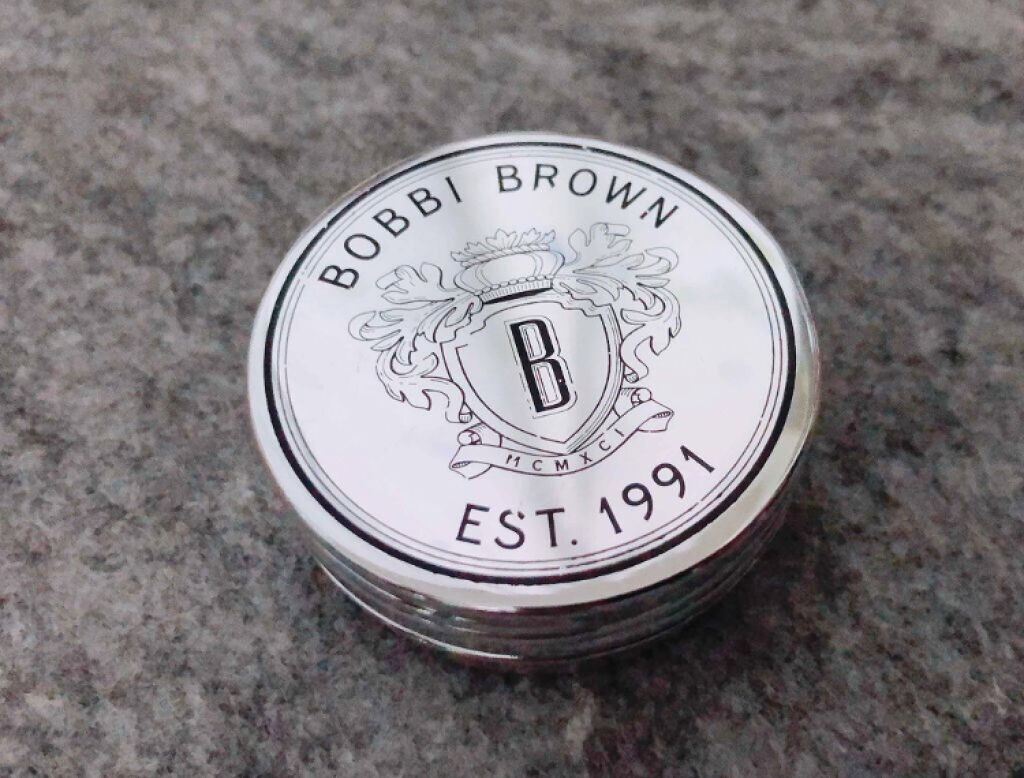 BOBBI BROWN
B
MCMXCI
EST. 1991